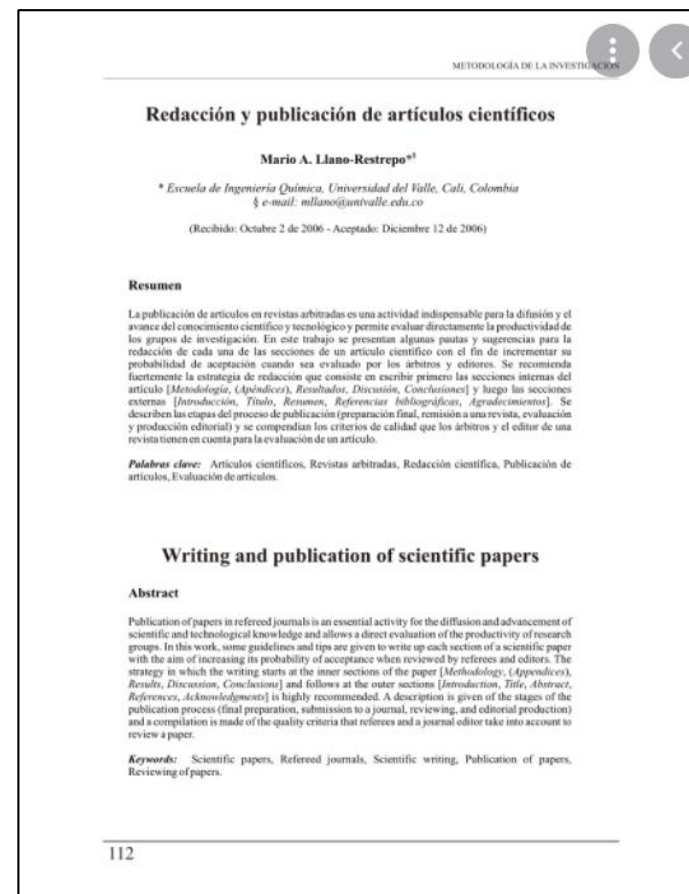 METODOLOGÍA DE LA INVESTIGACIÓN
Redacción y publicación de artículos científicos
Mario A. Llano-Restrepo*§
* Escuela de Ingeniería Química, Universidad del Valle, Cali, Colombia
§ e-mail: mllano@univalle.edu.co
(Recibido: Octubre 2 de 2006 - Aceptado: Diciembre 12 de 2006)
Resumen
La publicación de artículos en revistas arbitradas es una actividad indispensable para la difusión y el
avance del conocimiento científico y tecnológico y permite evaluar directamente la productividad de
los grupos de investigación. En este trabajo se presentan algunas pautas y sugerencias para la
redacción de cada una de las secciones de un artículo científico con el fin de incrementar su
probabilidad de aceptación cuando sea evaluado por los árbitros y editores. Se recomienda
fuertemente la estrategia de redacción que consiste en escribir primero las secciones internas del
artículo [Metodología, (Apéndices), Resultados, Discusión, Conclusiones] y luego las secciones
externas [Introducción, Título, Resumen, Referencias bibliográficas, Agradecimientos]. Se
describen las etapas del proceso de publicación (preparación final, remisión a una revista, evaluación
y producción editorial) y se compendian los criterios de calidad que los árbitros y el editor de una
revista tienen en cuenta para la evaluación de un artículo.
Palabras clave: Artículos científicos, Revistas arbitradas, Redacción científica, Publicación de
artículos, Evaluación de artículos.
Writing and publication of scientific papers
Abstract
Publication of papers in refereed journals is an essential activity for the diffusion and advancement of
scientific and technological knowledge and allows a direct evaluation of the productivity of research
groups. In this work, some guidelines and tips are given to write up each section of a scientific paper
with the aim of increasing its probability of acceptance when reviewed by referees and editors. The
strategy in which the writing starts at the inner sections of the paper [Methodology, (Appendices),
Results, Discussion, Conclusions] and follows at the outer sections [Introduction, Title, Abstract,
References, Acknowledgments] is highly recommended. A description is given of the stages of the
publication process (final preparation, submission to a journal, reviewing, and editorial production)
and a compilation is made of the quality criteria that referees and a journal editor take into account to
review a paper.
Keywords: Scientific papers, Refereed journals, Scientific writing, Publication of papers,
Reviewing of papers.
112